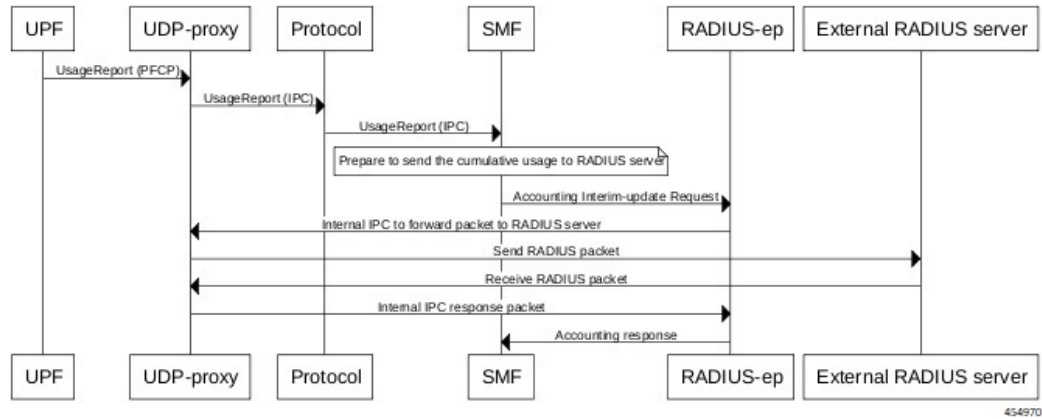 UPF UDP-proxy Protocol SMF RADIUS-ep External RADIUS server
UsageReport (PFCP)
UsageReport (IPC)
UsageReport (IPC)
Prepare to send the cumulative usage to RADIUS server
Accounting Interim-update Request
Internal IPC to forward packet to RADIUS server
Send RADIUS packet
Receive RADIUS packet
Internal IPC response packet
Accounting response
UPF UDP-proxy Protocol SMF RADIUS-ep External RADIUS server
454970